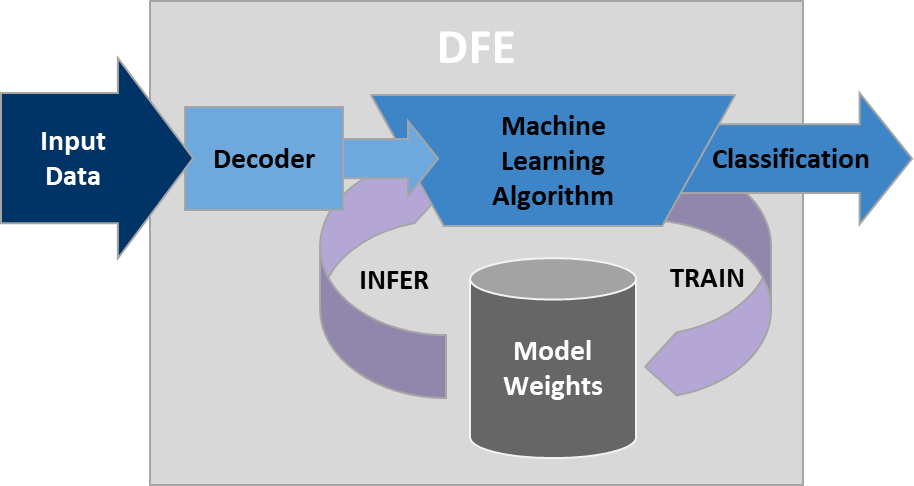 DFE
Input
Data
Decoder
Machine
Learning
Algorithm
Classification
INFER
TRAIN
Model
Weights